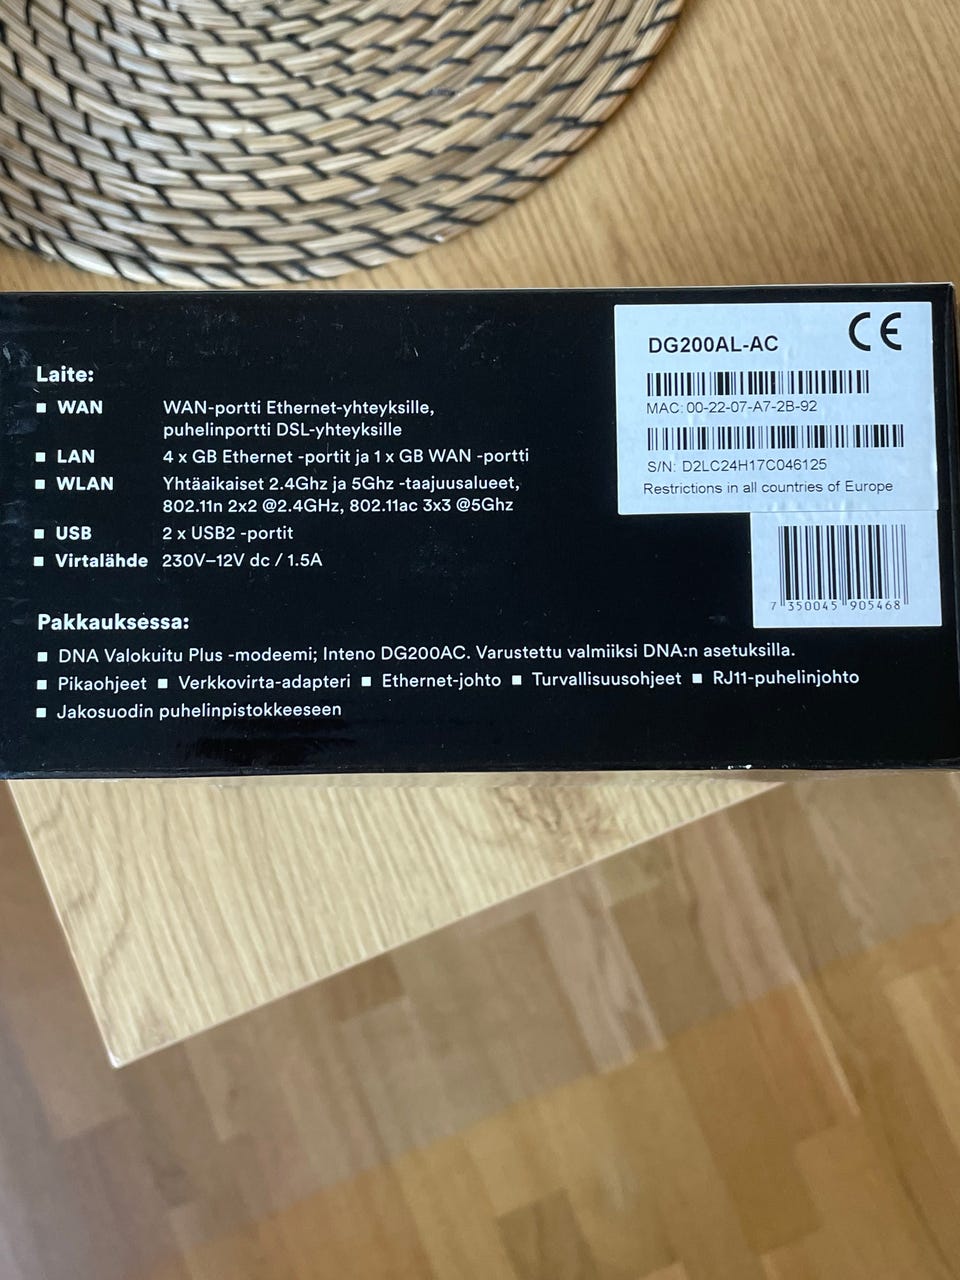 Laite:
▪ WAN WAN-portti Ethernet-yhteyksille,
puhelinportti DSL-yhteyksille
▪ LAN 4 x GB Ethernet -portit ja 1 x GB WAN -portti
▪ WLAN Yhtäaikaiset 2.4Ghz ja 5Ghz -taajuusalueet,
802.11n 2x2 @2.4GHz, 802.11ac 3x3 @5Ghz
▪ USB 2 x USB2 -portit
▪ Virtalähde 230V–12V dc / 1.5A
Pakkauksessa:
▪ DNA Valokuitu Plus -modeemi; Inteno DG200AC. Varustettu valmiiksi DNA:n asetuksilla.
▪ Pikaohjeet ▪ Verkkovirta-adapteri ▪ Ethernet-johto ▪ Turvallisuusohjeet ▪ RJ11-puhelinjohto
▪ Jakosuodin puhelinpistokkeeseen
DG200AL-AC CE
MAC: 00-22-07-A7-2B-92
S/N: D2LC24H17C046125
Restrictions in all countries of Europe
7 350045 905468